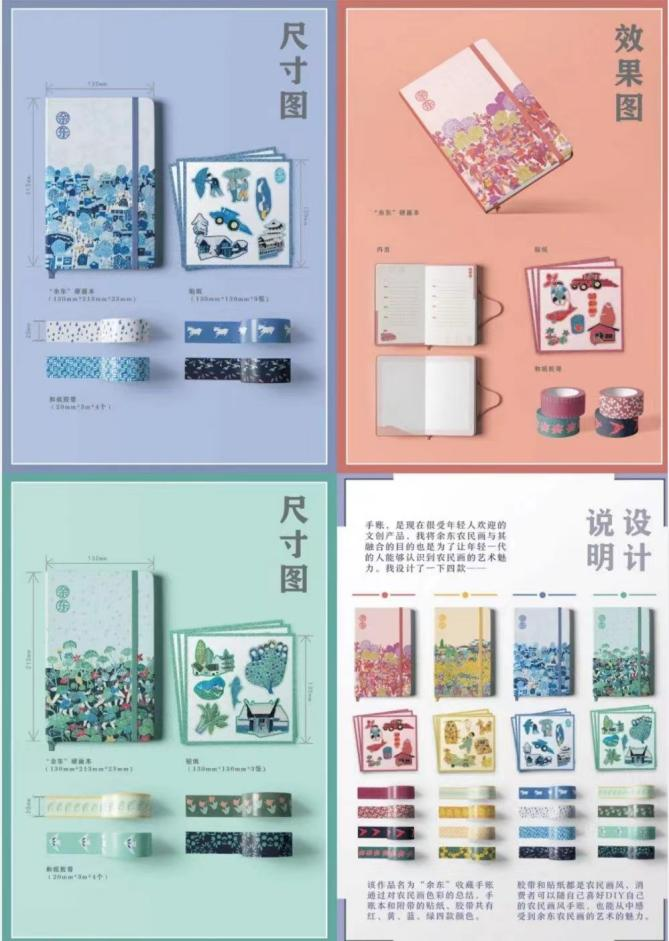 尺寸图
余东
130mm
213mm
"余东"硬面本
(130mm*213mm*23mm)
贴纸
(130mm*130mm*3张)
和纸胶带
(20mm*5m*4个)
效果图
"余东"硬面本
内页
贴纸
和纸胶带
尺寸图
余东
130mm
213mm
"余东"硬面本
(130mm*213mm*23mm)
贴纸
(130mm*130mm*3张)
和纸胶带
(20mm*5m*4个)
设计说明
手账，是现在很受年轻人欢迎的
文创产品，我将余东农民画与其
融合的目的也是为了让年轻一代
的人能够认识到农民画的艺术魅
力。我设计了一下四款——
该作品名为"余东"收藏手账
通过对农民画色彩的总结，手
账本和附带的贴纸、胶带共有
红、黄、蓝、绿四款颜色。
胶带和贴纸都是农民画风，消
费者可以随自己喜好DIY自己
的农民画风手账，也能从中感
受到余东农民画的艺术的魅力。